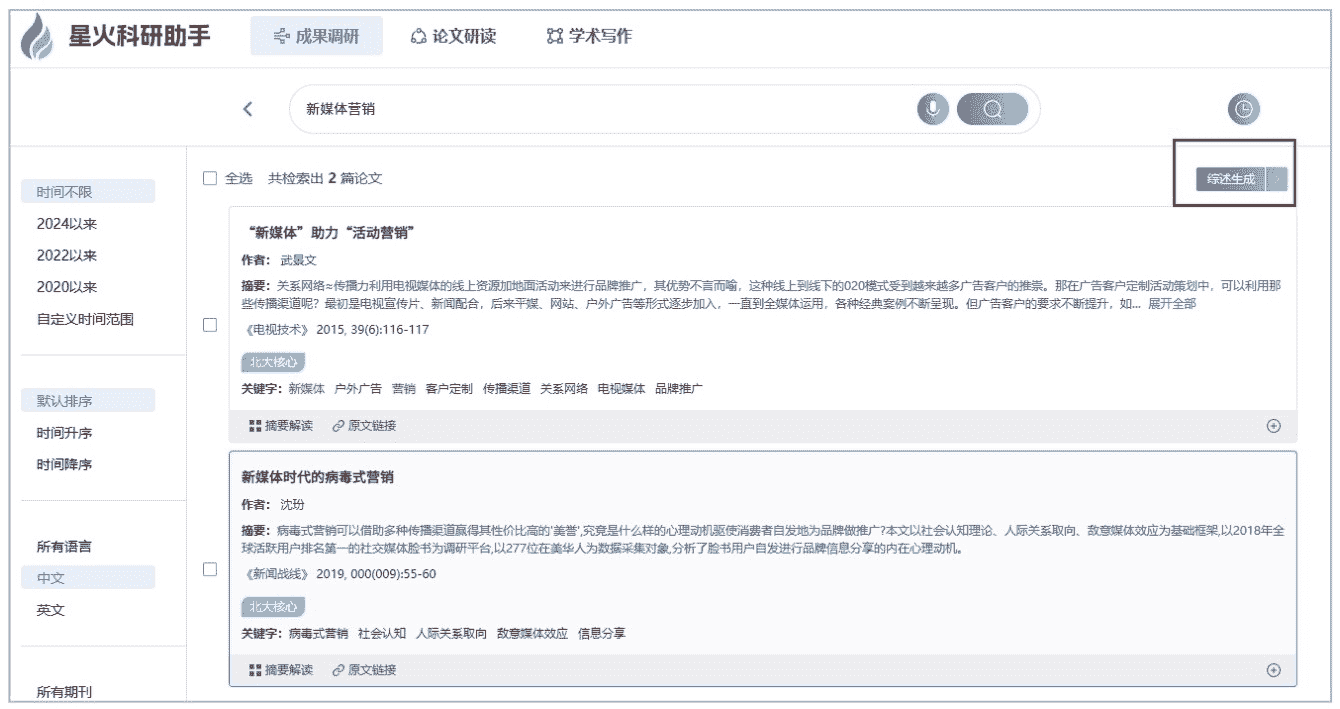 星火科研助手
成果调研
论文研读
学术写作
新媒体营销
时间不限
2024以来
2022以来
2020以来
自定义时间范围
默认排序
时间升序
时间降序
所有语言
中文
英文
所有期刊
全选 共检索出 2 篇论文
综述生成
“新媒体”助力“活动营销”
作者： 武景文
摘要：关系网络≈传播力利用电视媒体的线上资源加地面活动来进行品牌推广，其优势不言而喻，这种线上到线下的020模式受到越来越多广告客户的推崇。那在广告客户定制活动策划中，可以利用那
些传播渠道呢？最初是电视宣传片、新闻配合，后来平媒、网站、户外广告等形式逐步加入，一直到全媒体运用，各种经典案例不断呈现。但广告客户的要求不断提升，如... 展开全部
《电视技术》 2015, 39(6):116-117
北大核心
关键字：新媒体 户外广告 营销 客户定制 传播渠道 关系网络 电视媒体 品牌推广
摘要解读 原文链接
新媒体时代的病毒式营销
作者： 沈玢
摘要：病毒式营销可以借助多种传播渠道赢得其性价比高的'美誉',究竟是什么样的心理动机驱使消费者自发地为品牌做推广?本文以社会认知理论、人际关系取向、敌意媒体效应为基础框架,以2018年全
球活跃用户排名第一的社交媒体脸书为调研平台,以277位在美华人为数据采集对象,分析了脸书用户自发进行品牌信息分享的内在心理动机。
《新闻战线》 2019, 000(009):55-60
北大核心
关键字：病毒式营销 社会认知 人际关系取向 敌意媒体效应 信息分享
摘要解读 原文链接